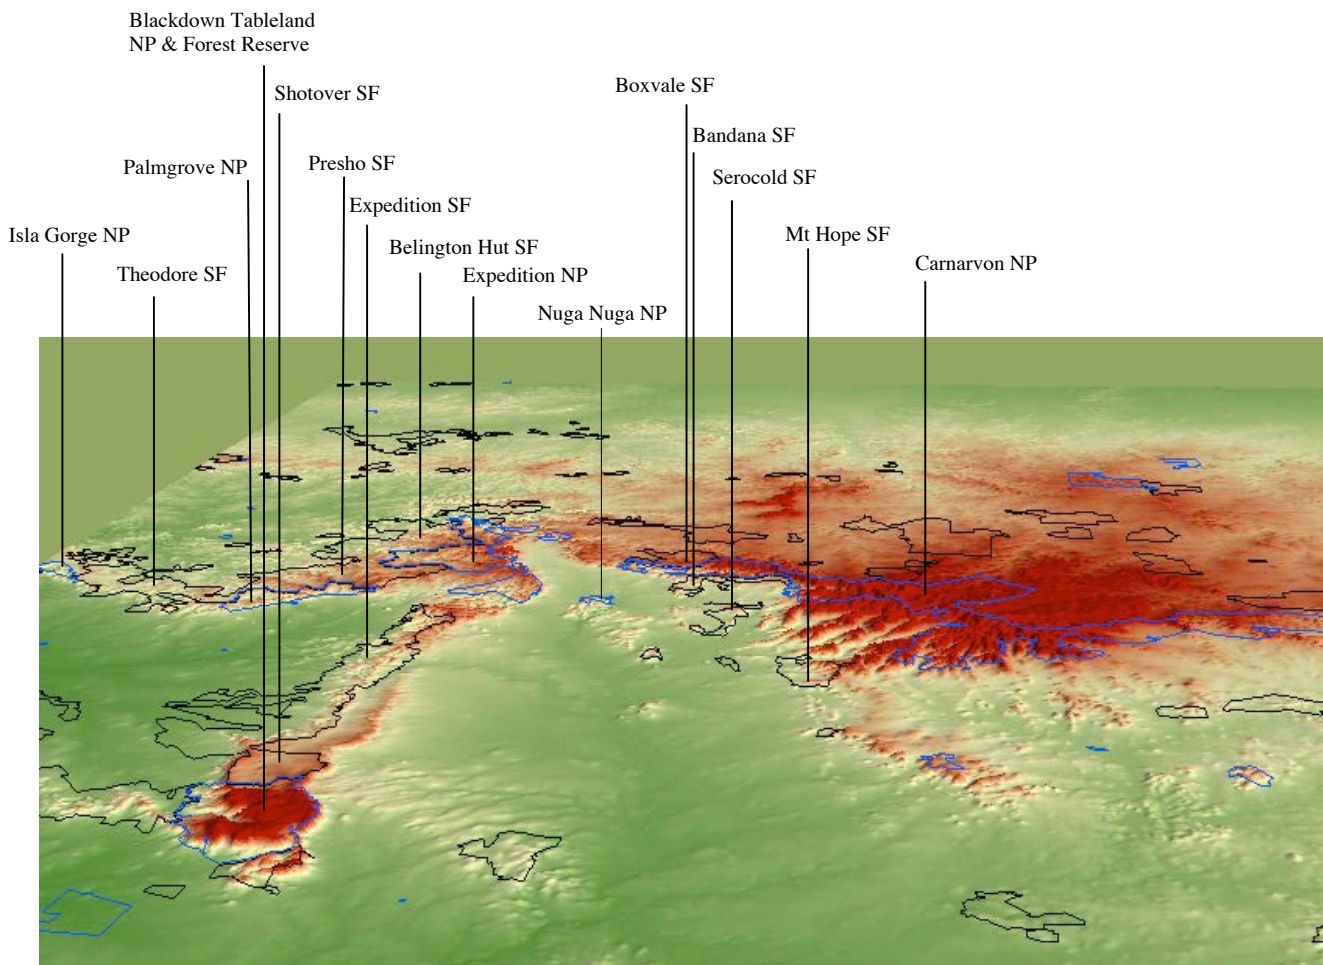 Blackdown Tableland
NP & Forest Reserve
Shotover SF
Boxvale SF
Bandana SF
Palmgrove NP
Presho SF
Serocold SF
Expedition SF
Isla Gorge NP
Mt Hope SF
Belington Hut SF
Carnarvon NP
Theodore SF
Expedition NP
Nuga Nuga NP